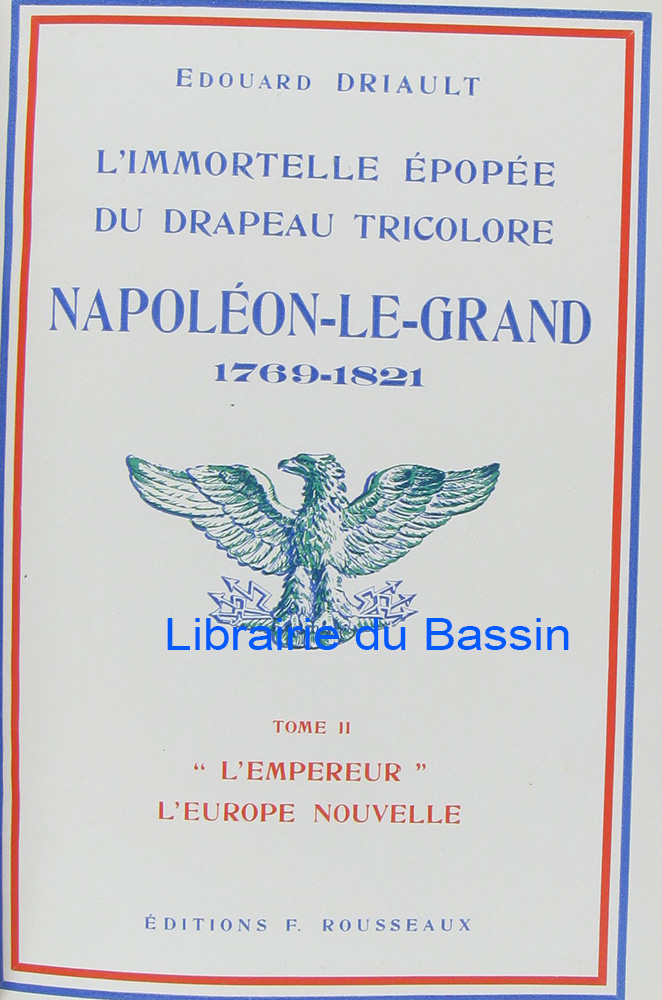 EDOUARD DRIAULT
L'IMMORTELLE ÉPOPÉE
DU DRAPEAU TRICOLORE
NAPOLÉON-LE-GRAND
1769-1821
Librairie du Bassin
TOME II
“ L'EMPEREUR ”
L'EUROPE NOUVELLE
ÉDITIONS F. ROUSSEAUX